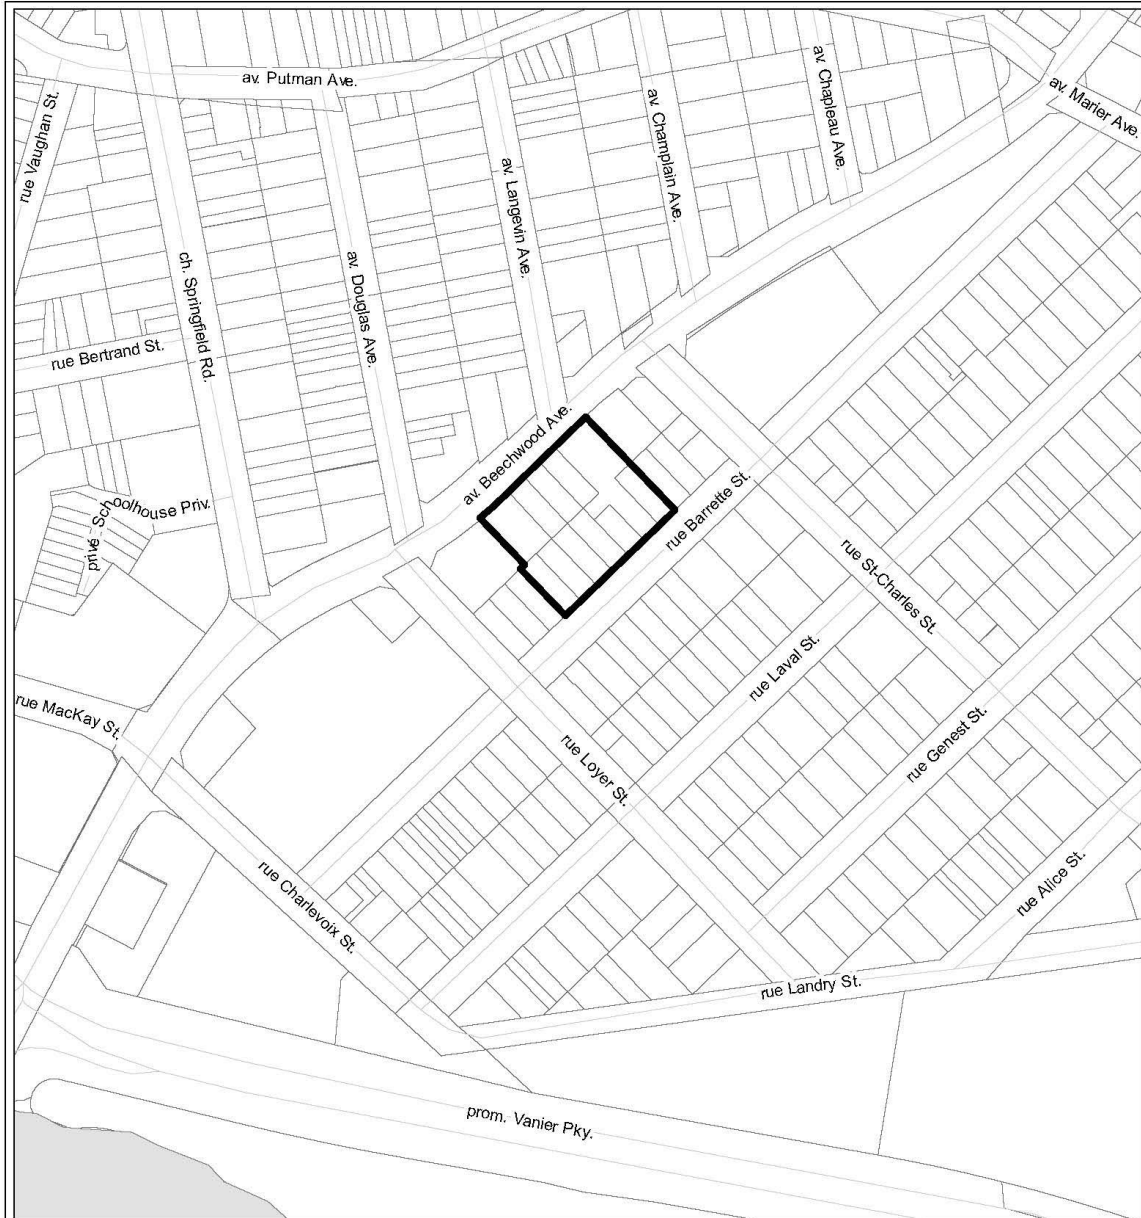 av. Putman Ave.
rue Vaughan St.
ch. Springfield Rd.
av. Douglas Ave.
av. Langevin Ave.
av. Champlain Ave.
av. Chapleau Ave.
av. Marier Ave.
rue Bertrand St.
av. Beechwood Ave.
privé Sch
oolhouse Priv.
rue Barrette St.
rue St-Charles St.
rue Laval St.
rue MacKay St.
rue Loyer St.
rue Genest St.
rue Charlevoix St.
rue Alice St.
rue Landry St.
prom. Vanier Pky.